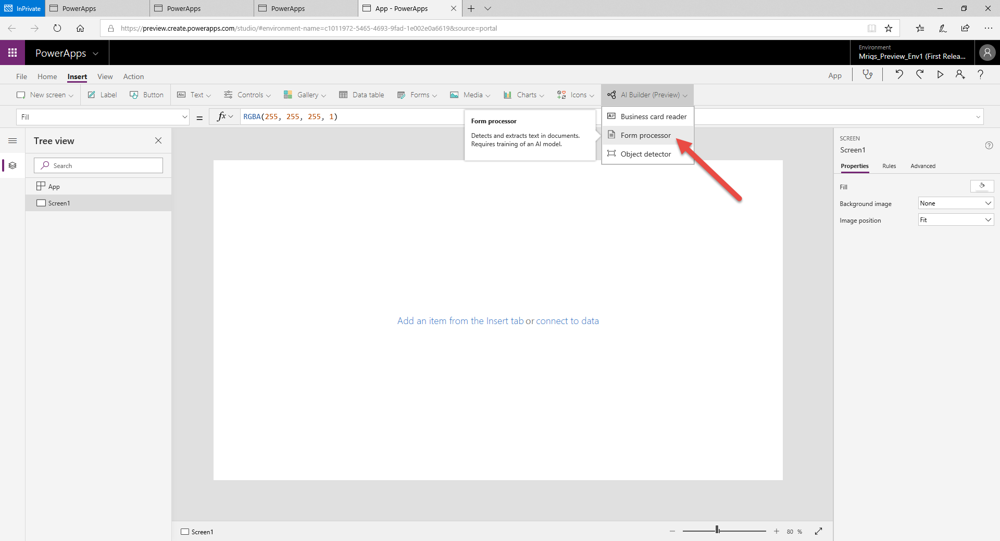 InPrivate PowerApps PowerApps PowerApps App - PowerApps
https://preview.create.powerapps.com/studio/#environment-name=c1011972-5465-4693-9fad-1e002e0a6619&source=portal
PowerApps
Environment
Mrigs_Preview_Env1 (First Relea...
File Home Insert View Action App
New screen Label Button Text Controls Gallery Data table Forms Media Charts Icons AI Builder (Preview)
Fill = fx RGBA(255, 255, 255, 1)
Form processor
Detects and extracts text in documents.
Requires training of an AI model.
Business card reader
Form processor
Object detector
Tree view
Search
App
Screen1
Add an item from the Insert tab or connect to data
SCREEN
Screen1
Properties Rules Advanced
Fill
Background image None
Image position Fit
Screen1
80 %